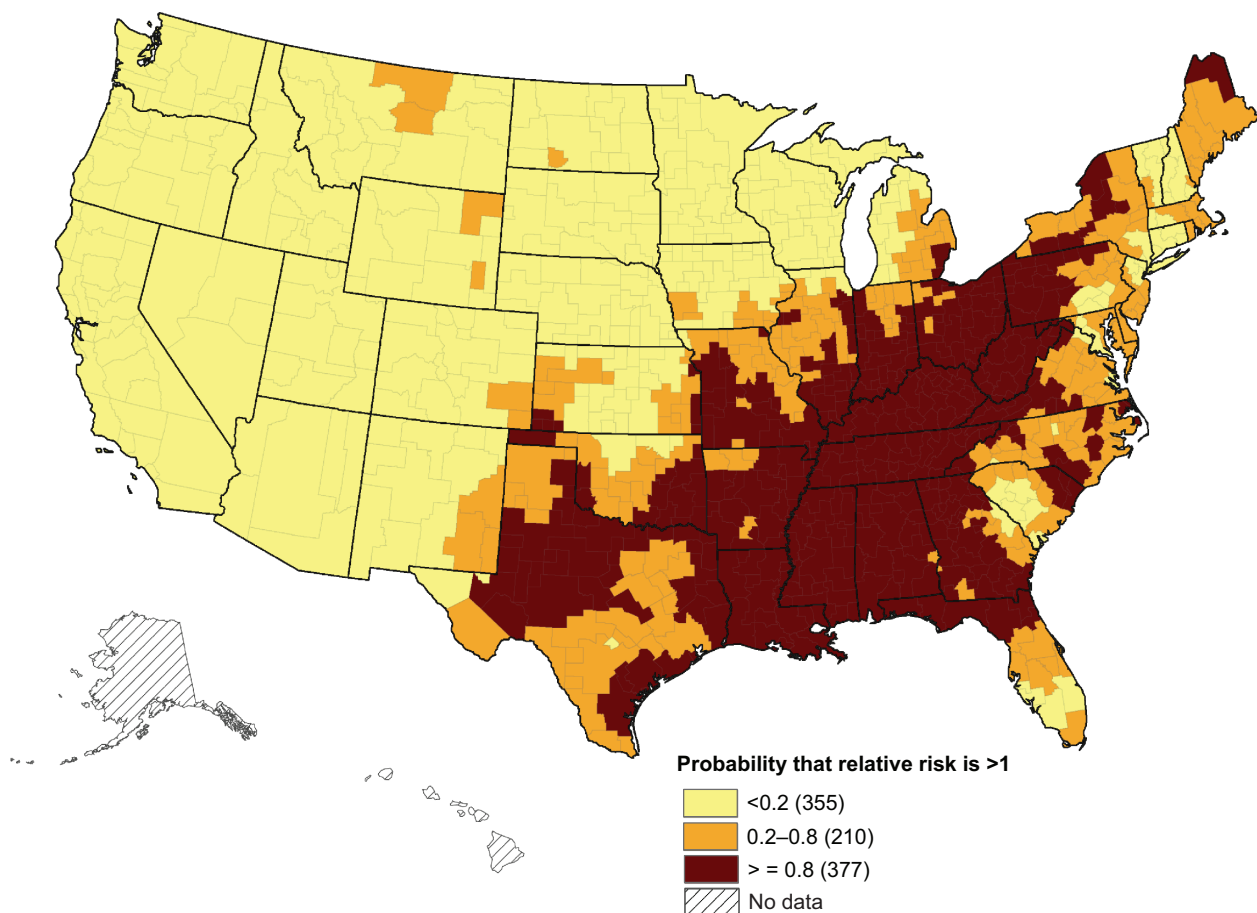 Probability that relative risk is >1
<0.2 (355)
0.2–0.8 (210)
> = 0.8 (377)
No data